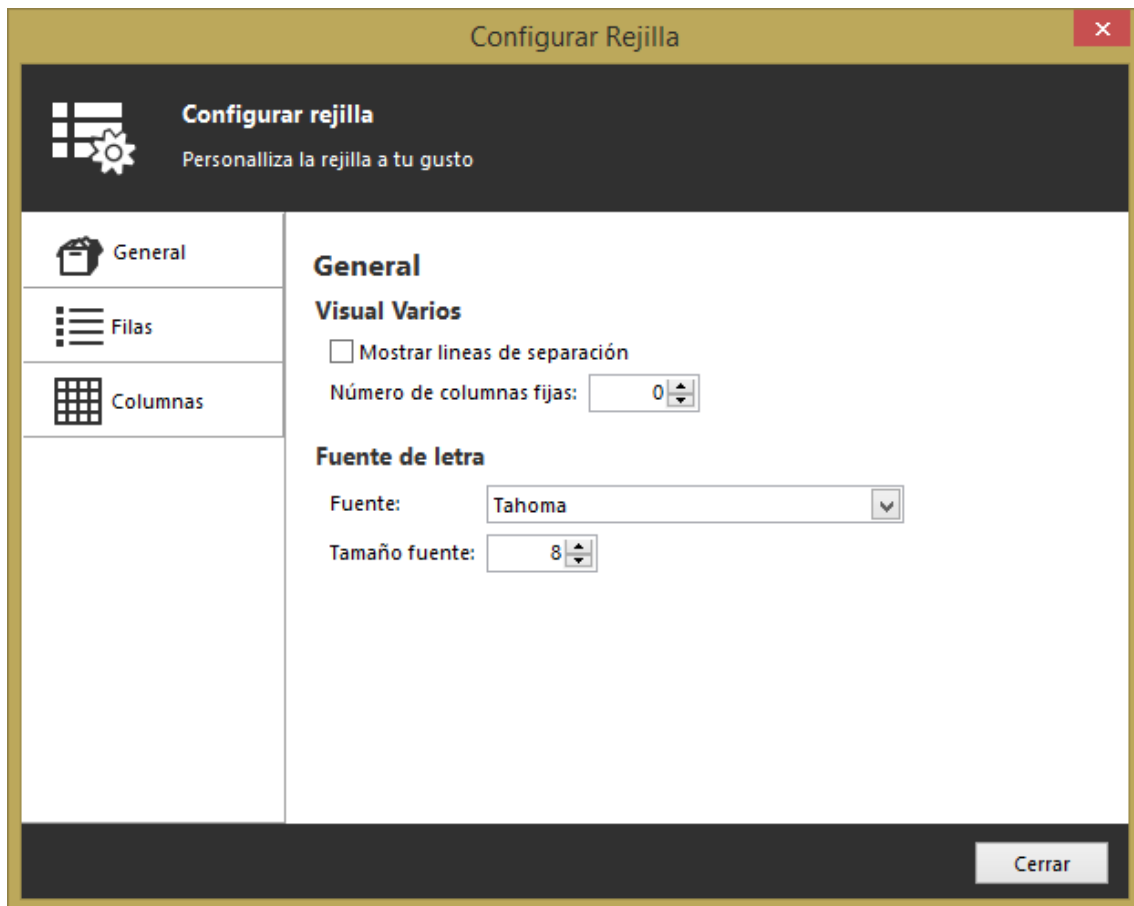 Configurar Rejilla
Configurar rejilla
Personalliza la rejilla a tu gusto
General
Filas
Columnas
General
Visual Varios
Mostrar lineas de separación
Número de columnas fijas: 0
Fuente de letra
Fuente: Tahoma
Tamaño fuente: 8
Cerrar